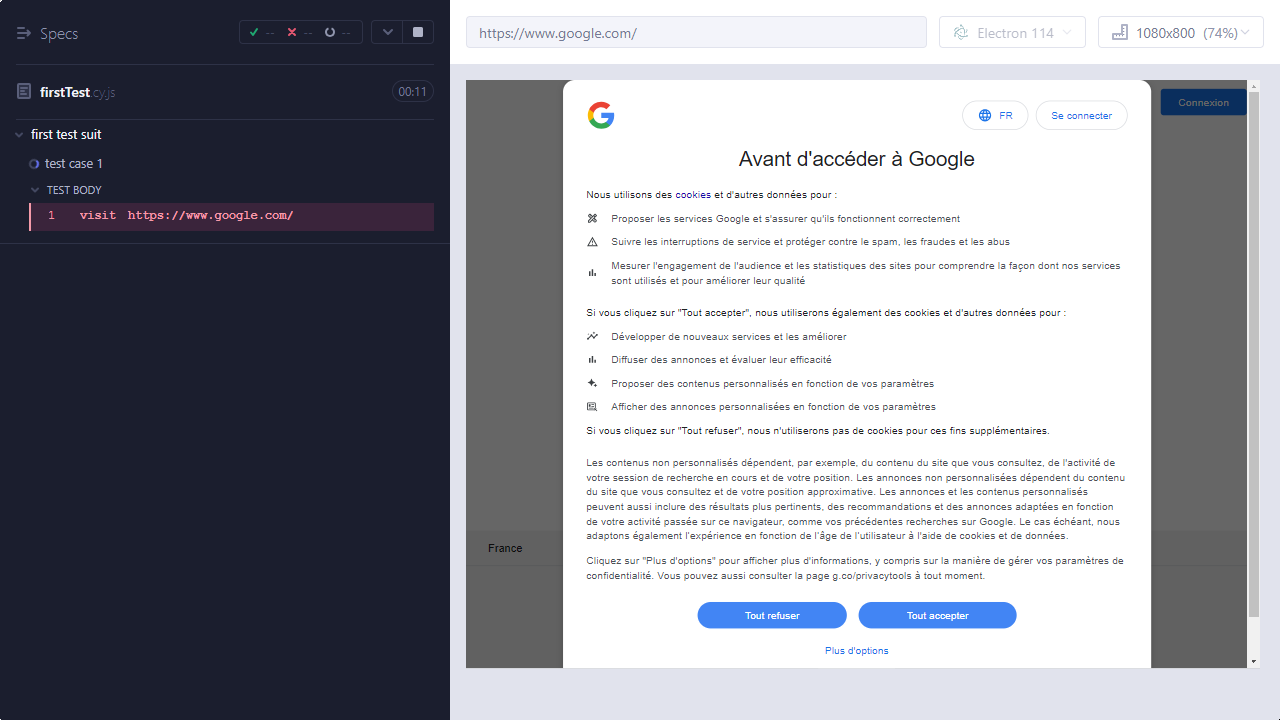 Specs
-- -- --
firstTest.cy.js
00:11
first test suit
test case 1
TEST BODY
1 visit https://www.google.com/
https://www.google.com/
Electron 114
1080x800 (74%)
Connexion
FR
Se connecter
Avant d'accéder à Google
Nous utilisons des cookies et d'autres données pour :
Proposer les services Google et s'assurer qu'ils fonctionnent correctement
Suivre les interruptions de service et protéger contre le spam, les fraudes et les abus
Mesurer l'engagement de l'audience et les statistiques des sites pour comprendre la façon dont nos services
sont utilisés et pour améliorer leur qualité
Si vous cliquez sur "Tout accepter", nous utiliserons également des cookies et d'autres données pour :
Développer de nouveaux services et les améliorer
Diffuser des annonces et évaluer leur efficacité
Proposer des contenus personnalisés en fonction de vos paramètres
Afficher des annonces personnalisées en fonction de vos paramètres
Si vous cliquez sur "Tout refuser", nous n'utiliserons pas de cookies pour ces fins supplémentaires.
Les contenus non personnalisés dépendent, par exemple, du contenu du site que vous consultez, de l'activité de
votre session de recherche en cours et de votre position. Les annonces non personnalisées dépendent du contenu
du site que vous consultez et de votre position approximative. Les annonces et les contenus personnalisés
peuvent aussi inclure des résultats plus pertinents, des recommandations et des annonces adaptées en fonction
de votre activité passée sur ce navigateur, comme vos précédentes recherches sur Google. Le cas échéant, nous
adaptons également l'expérience en fonction de l'âge de l'utilisateur à l'aide de cookies et de données.
France
Cliquez sur "Plus d'options" pour afficher plus d'informations, y compris sur la manière de gérer vos paramètres de
confidentialité. Vous pouvez aussi consulter la page g.co/privacytools à tout moment.
Tout refuser
Tout accepter
Plus d'options